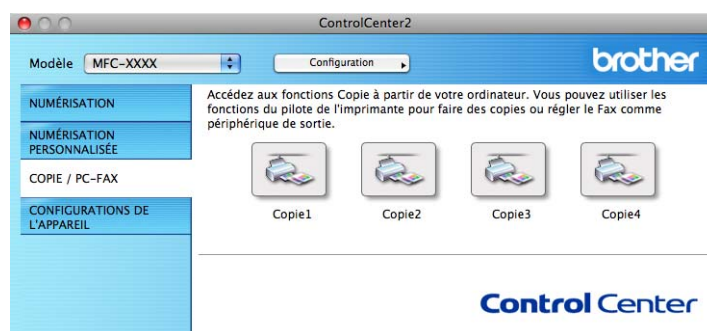 ControlCenter2
Modèle MFC-XXXX Configuration brother
NUMÉRISATION
NUMÉRISATION
PERSONNALISÉE
COPIE / PC-FAX
CONFIGURATIONS DE
L'APPAREIL
Accédez aux fonctions Copie à partir de votre ordinateur. Vous pouvez utiliser les
fonctions du pilote de l'imprimante pour faire des copies ou régler le Fax comme
périphérique de sortie.
Copie1 Copie2 Copie3 Copie4
Control Center